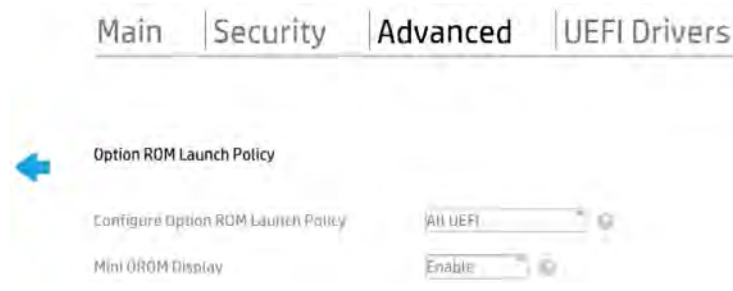 Main Security Advanced UEFI Drivers
Option ROM Launch Policy
Configure Option ROM Launch Policy All UEFI
Mini OROM Display Enable